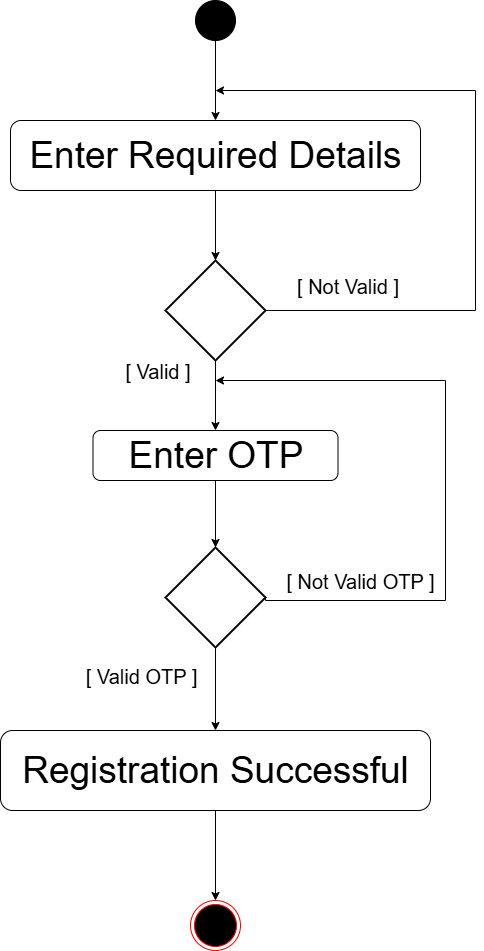 Enter Required Details
[ Not Valid ]
[ Valid ]
Enter OTP
[ Not Valid OTP ]
[ Valid OTP ]
Registration Successful